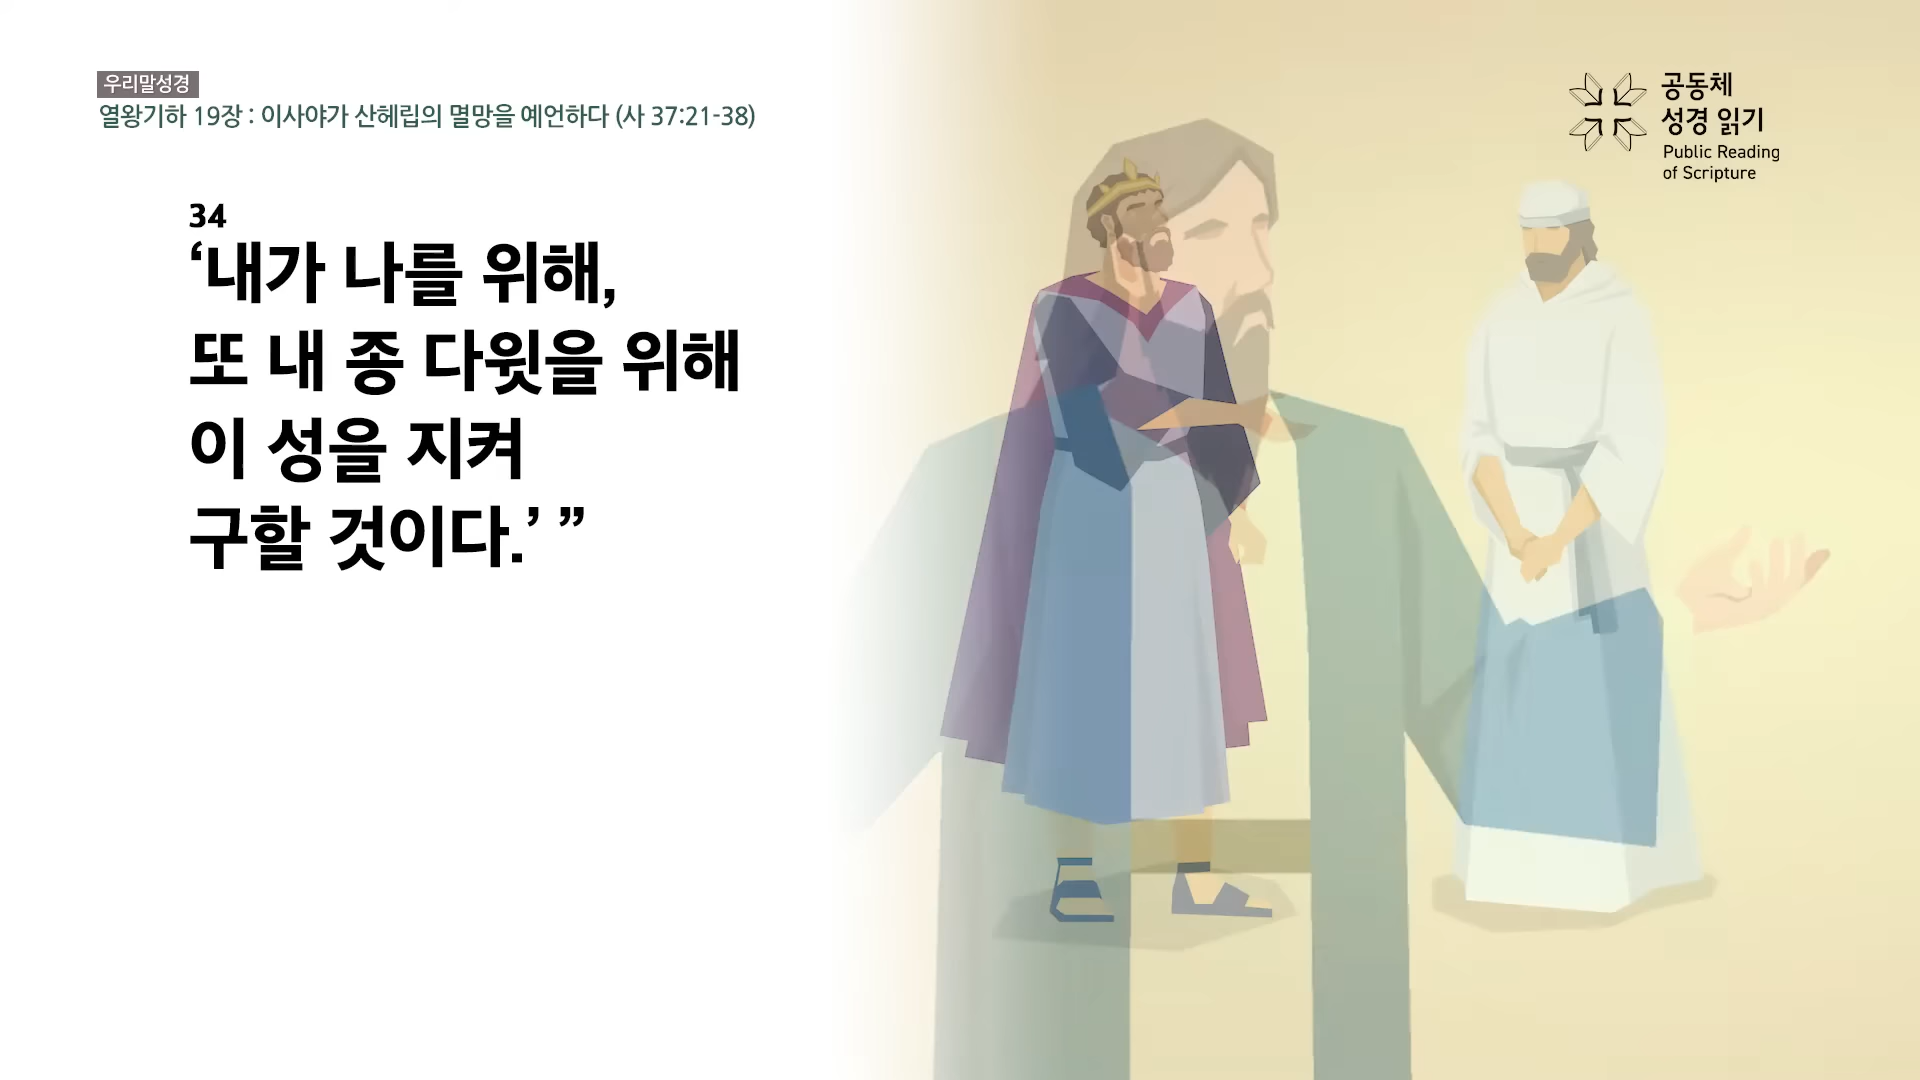 우리말성경
열왕기하 19장 : 이사야가 산헤립의 멸망을 예언하다 (사 37:21-38)
34
‘내가 나를 위해,
또 내 종 다윗을 위해
이 성을 지켜
구할 것이다.’ ”
공동체
성경 읽기
Public Reading
of Scripture